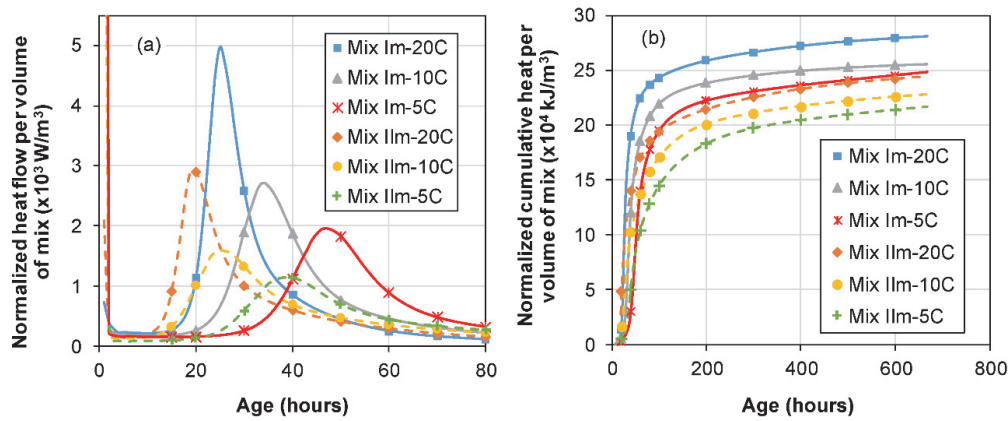 (a)
Normalized heat flow per volume
of mix (x10³ W/m³)
5
4
3
2
1
0
0 20 40 60 80
Age (hours)
Mix Im-20C
Mix Im-10C
Mix Im-5C
Mix IIm-20C
Mix IIm-10C
Mix IIm-5C
(b)
Normalized cumulative heat per
volume of mix (x10⁴ kJ/m³)
30
25
20
15
10
5
0
0 200 400 600 800
Age (hours)
Mix Im-20C
Mix Im-10C
Mix Im-5C
Mix IIm-20C
Mix IIm-10C
Mix IIm-5C